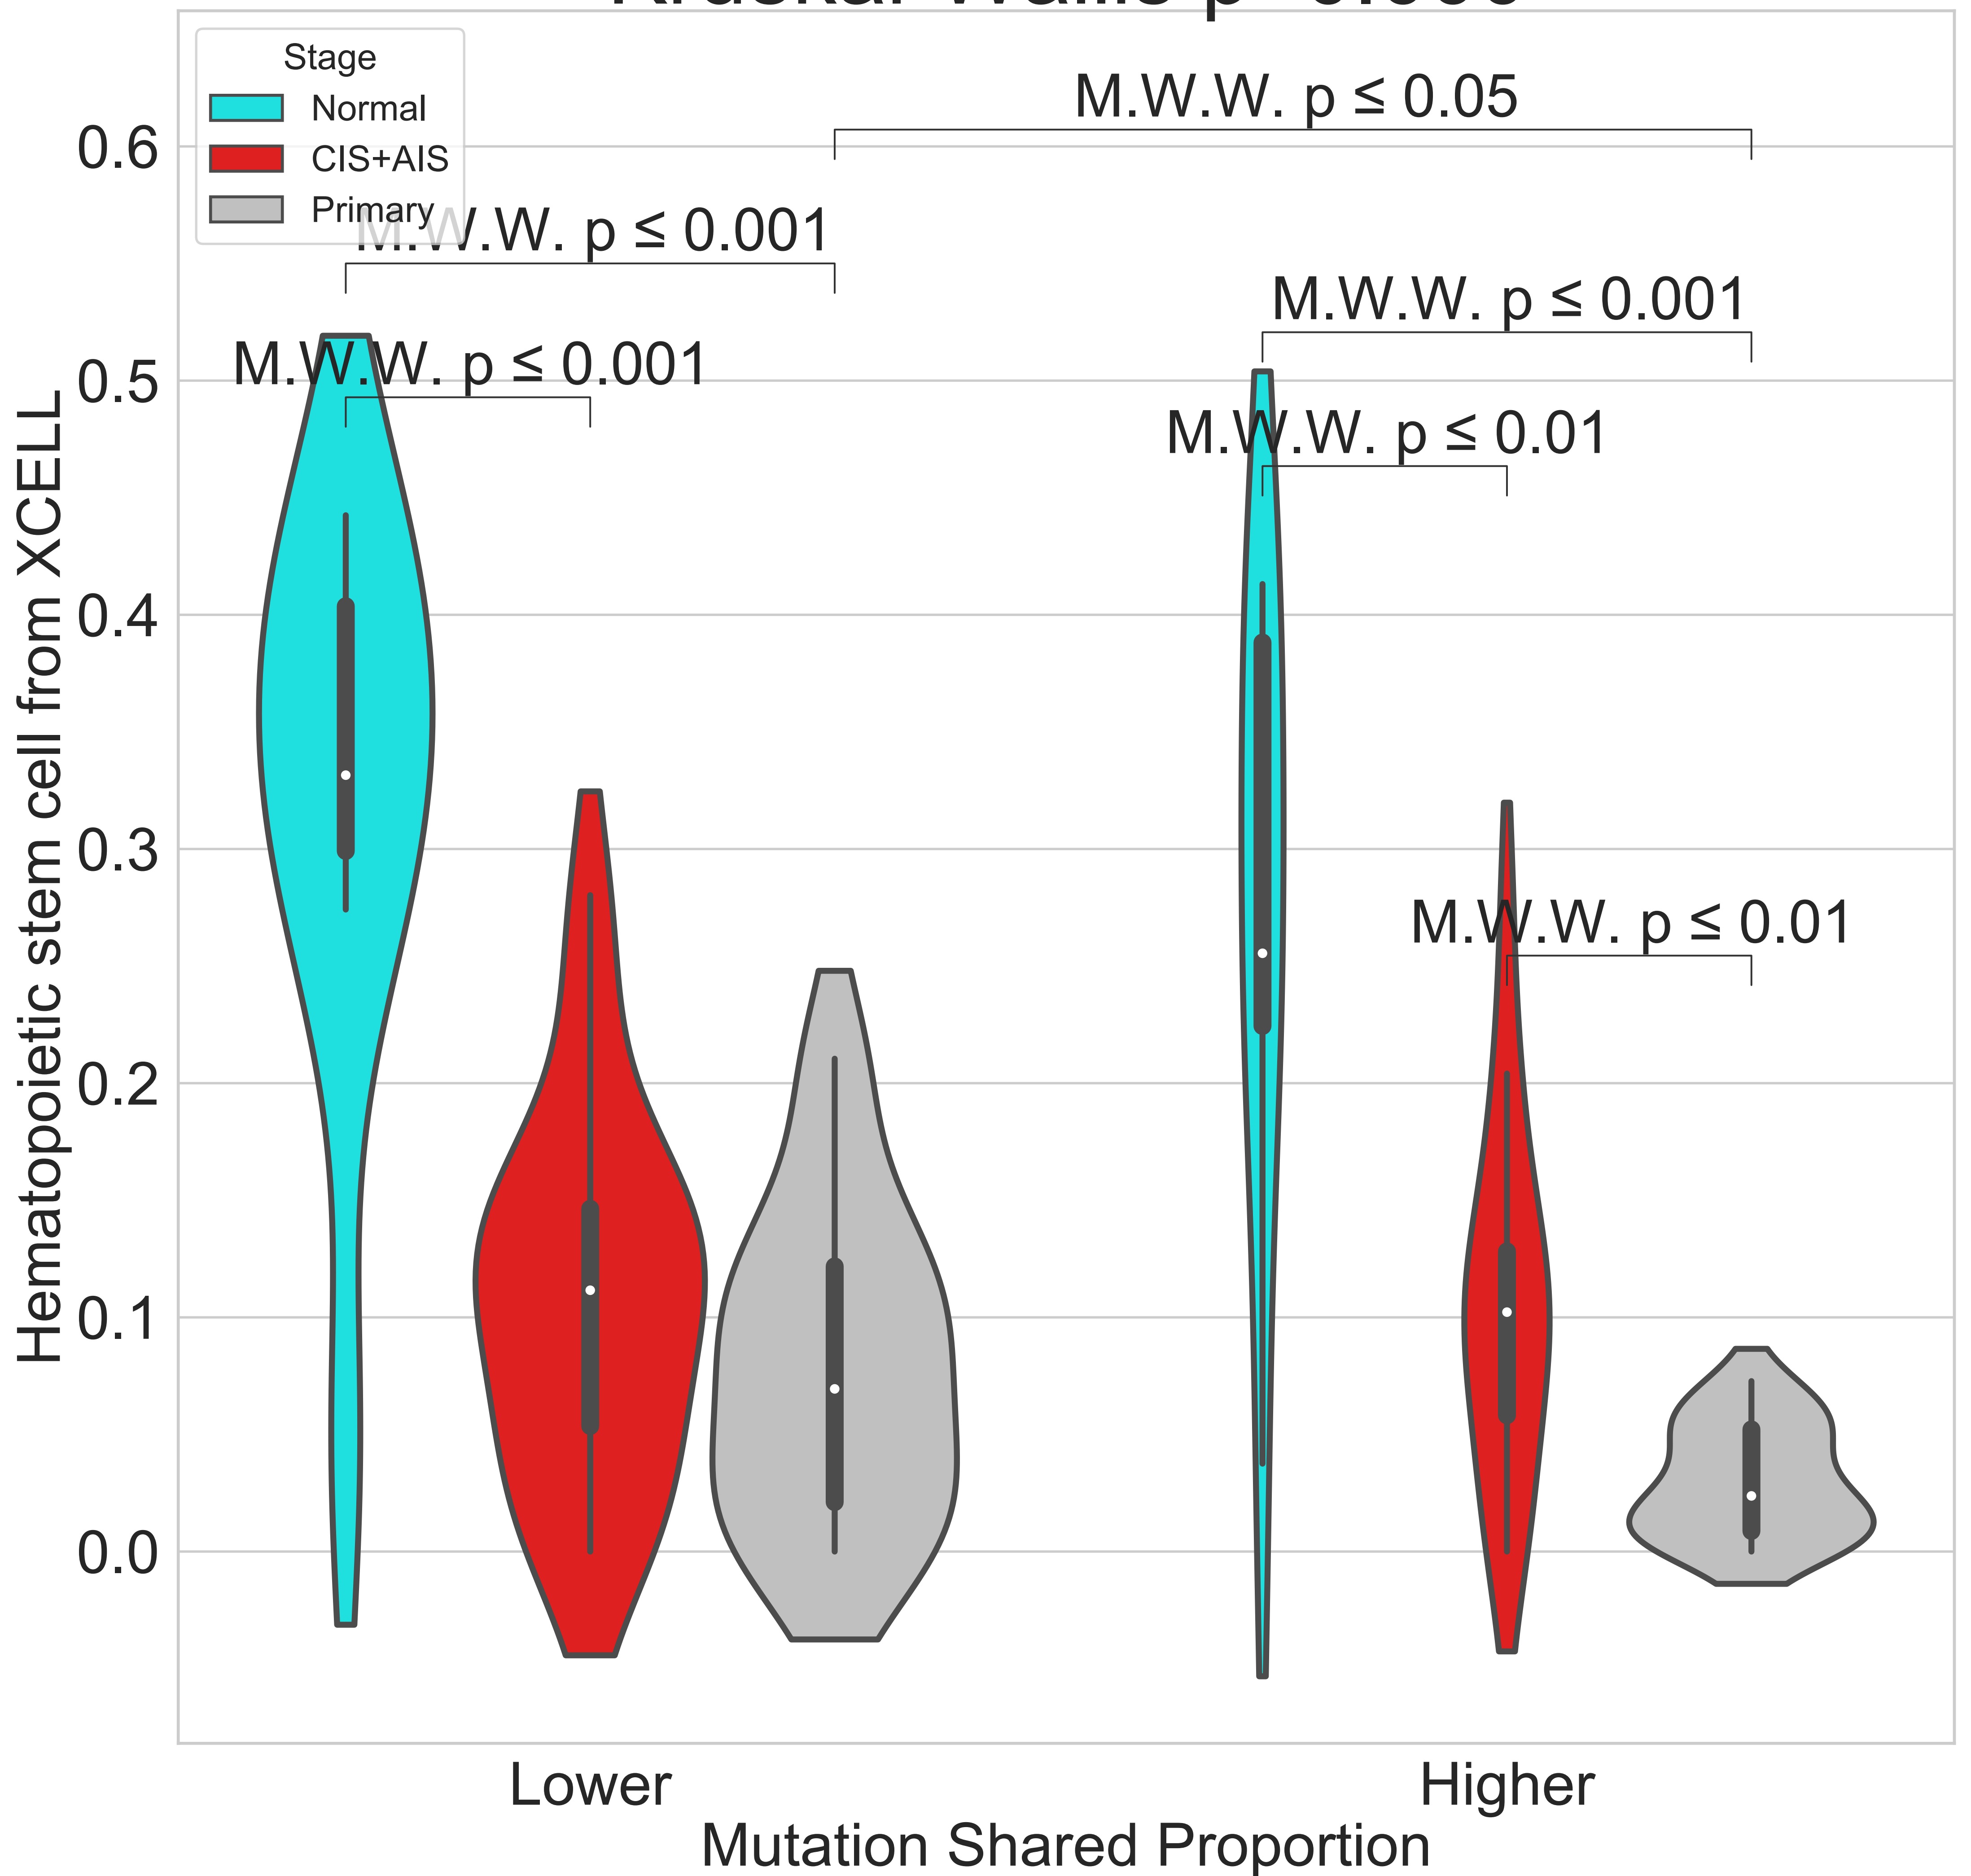 Stage
Normal
CIS+AIS
Primary
M.W.W. p ≤ 0.05
M.W.W. p ≤ 0.001
M.W.W. p ≤ 0.001
M.W.W. p ≤ 0.001
M.W.W. p ≤ 0.01
M.W.W. p ≤ 0.01
Hematopoietic stem cell from XCELL
0.6
0.5
0.4
0.3
0.2
0.1
0.0
Lower
Higher
Mutation Shared Proportion